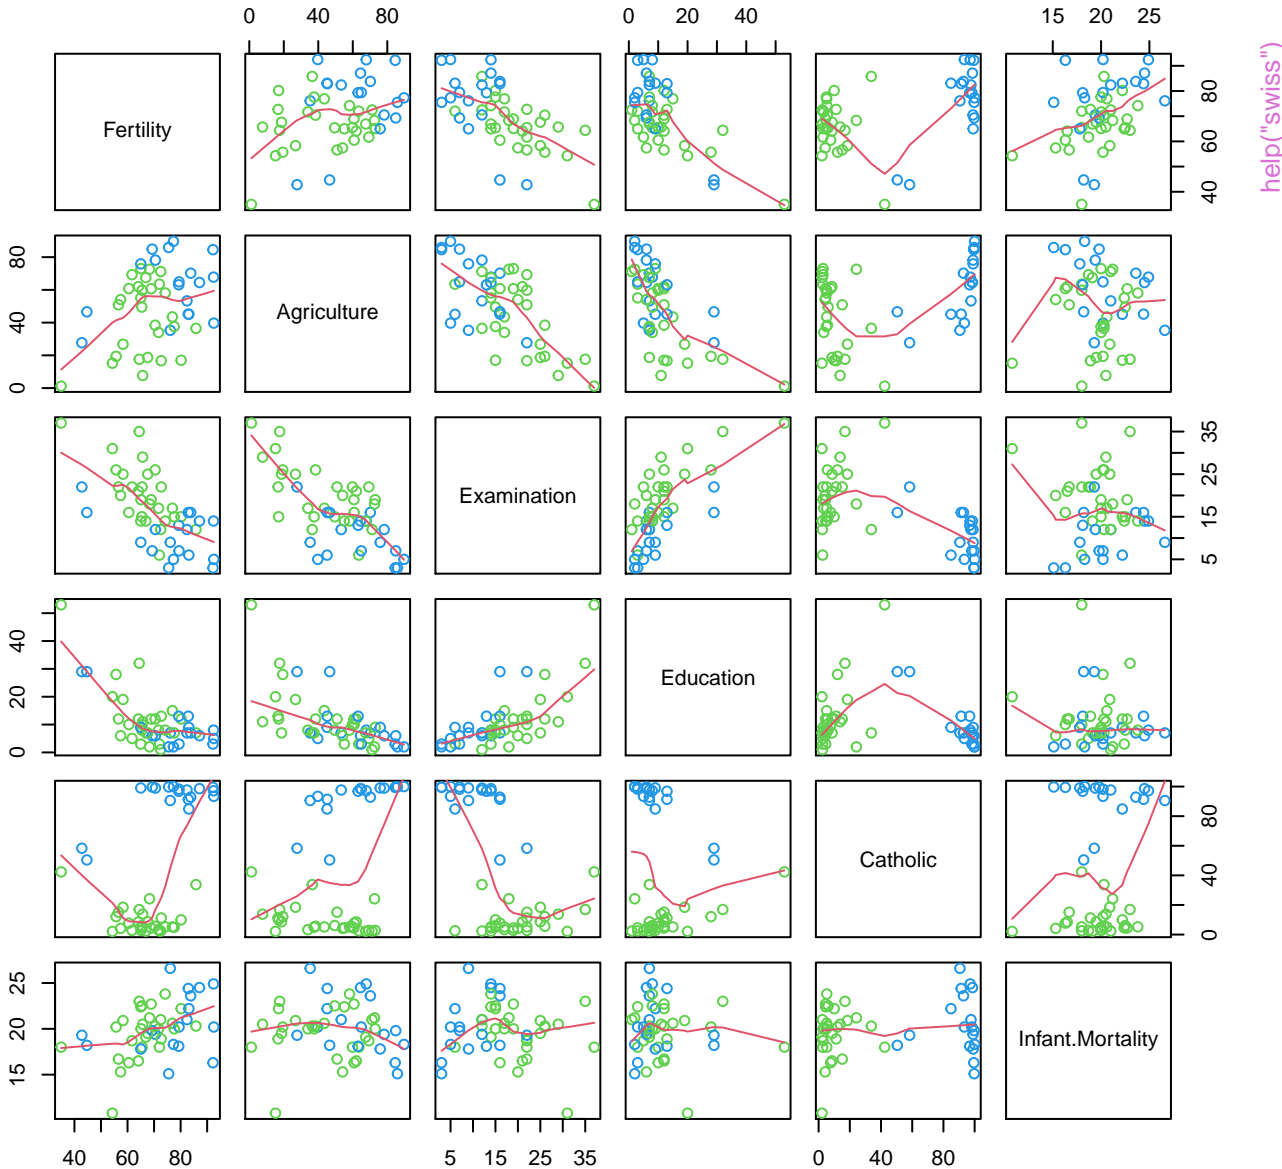 0 40 80 0 20 40 15 20 25
Fertility
40 60 80
help("swiss")
0 40 80
Agriculture
Examination
5 15 25 35
0 20 40
Education
Catholic
0 40 80
15 20 25
Infant.Mortality
40 60 80 5 15 25 35 0 40 80